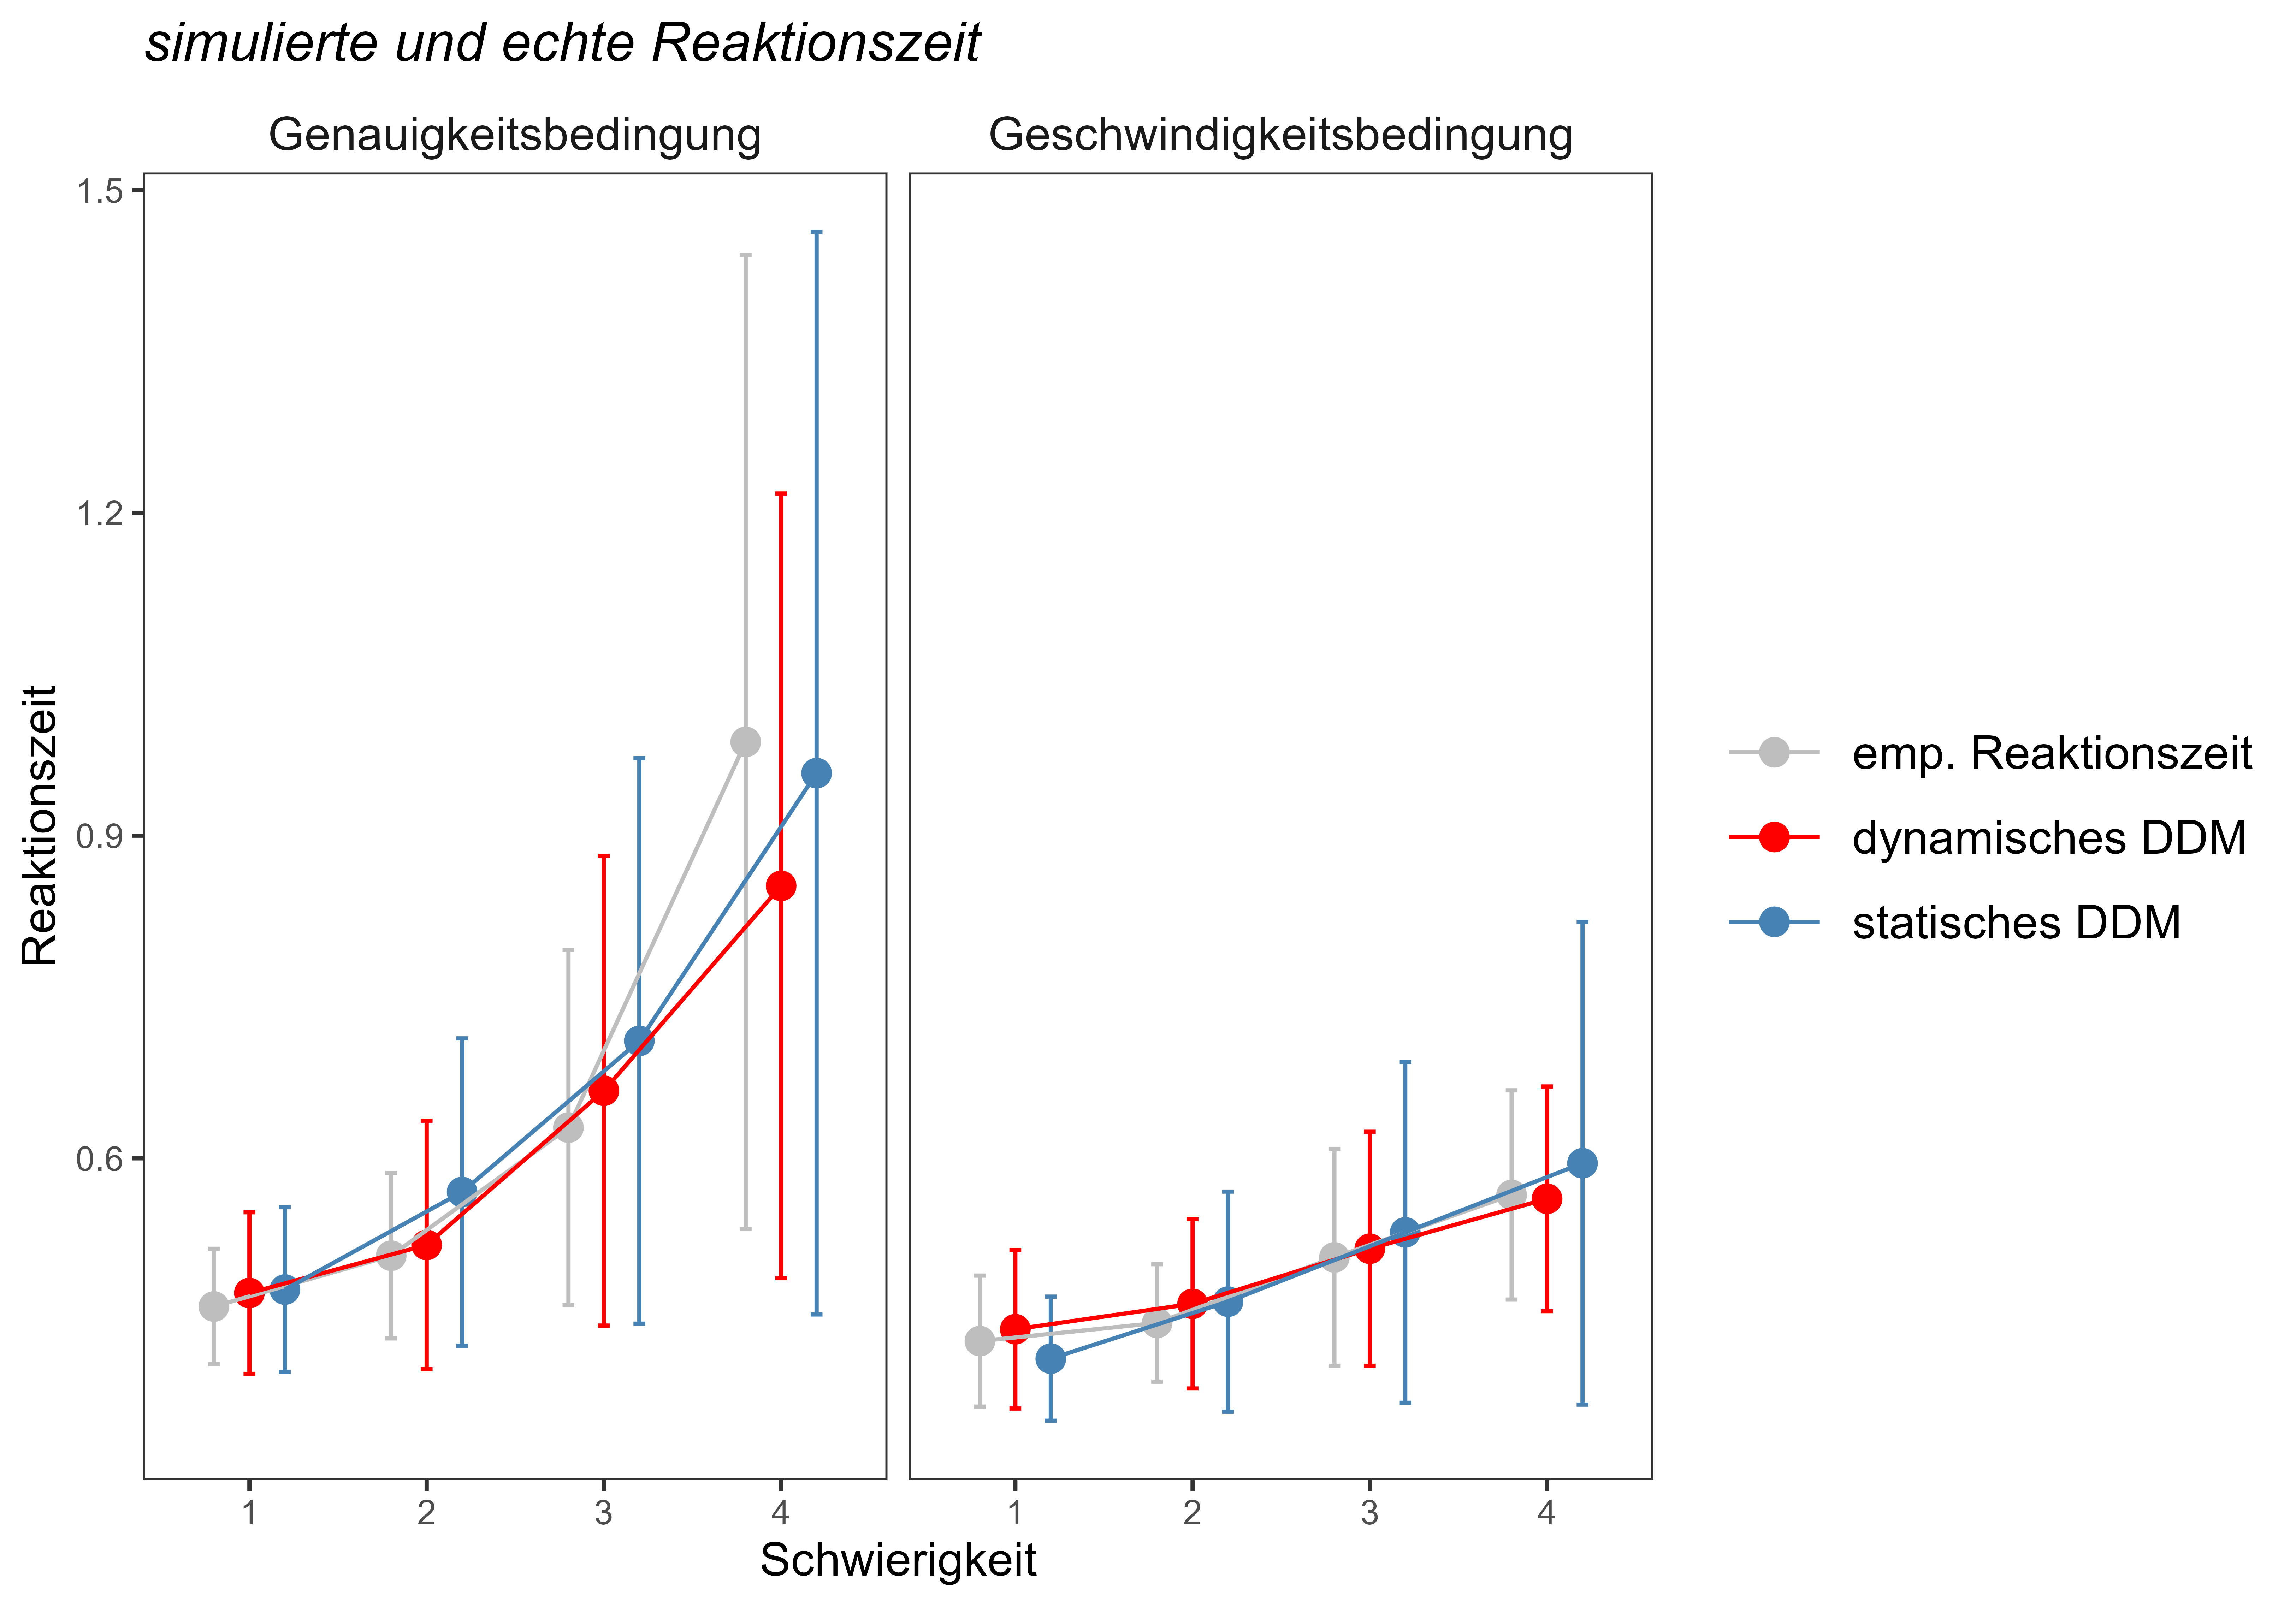 simulierte und echte Reaktionszeit
Genauigkeitsbedingung
Geschwindigkeitsbedingung
1.5
1.2
0.9
0.6
Reaktionszeit
1 2 3 4
1 2 3 4
Schwierigkeit
emp. Reaktionszeit
dynamisches DDM
statisches DDM